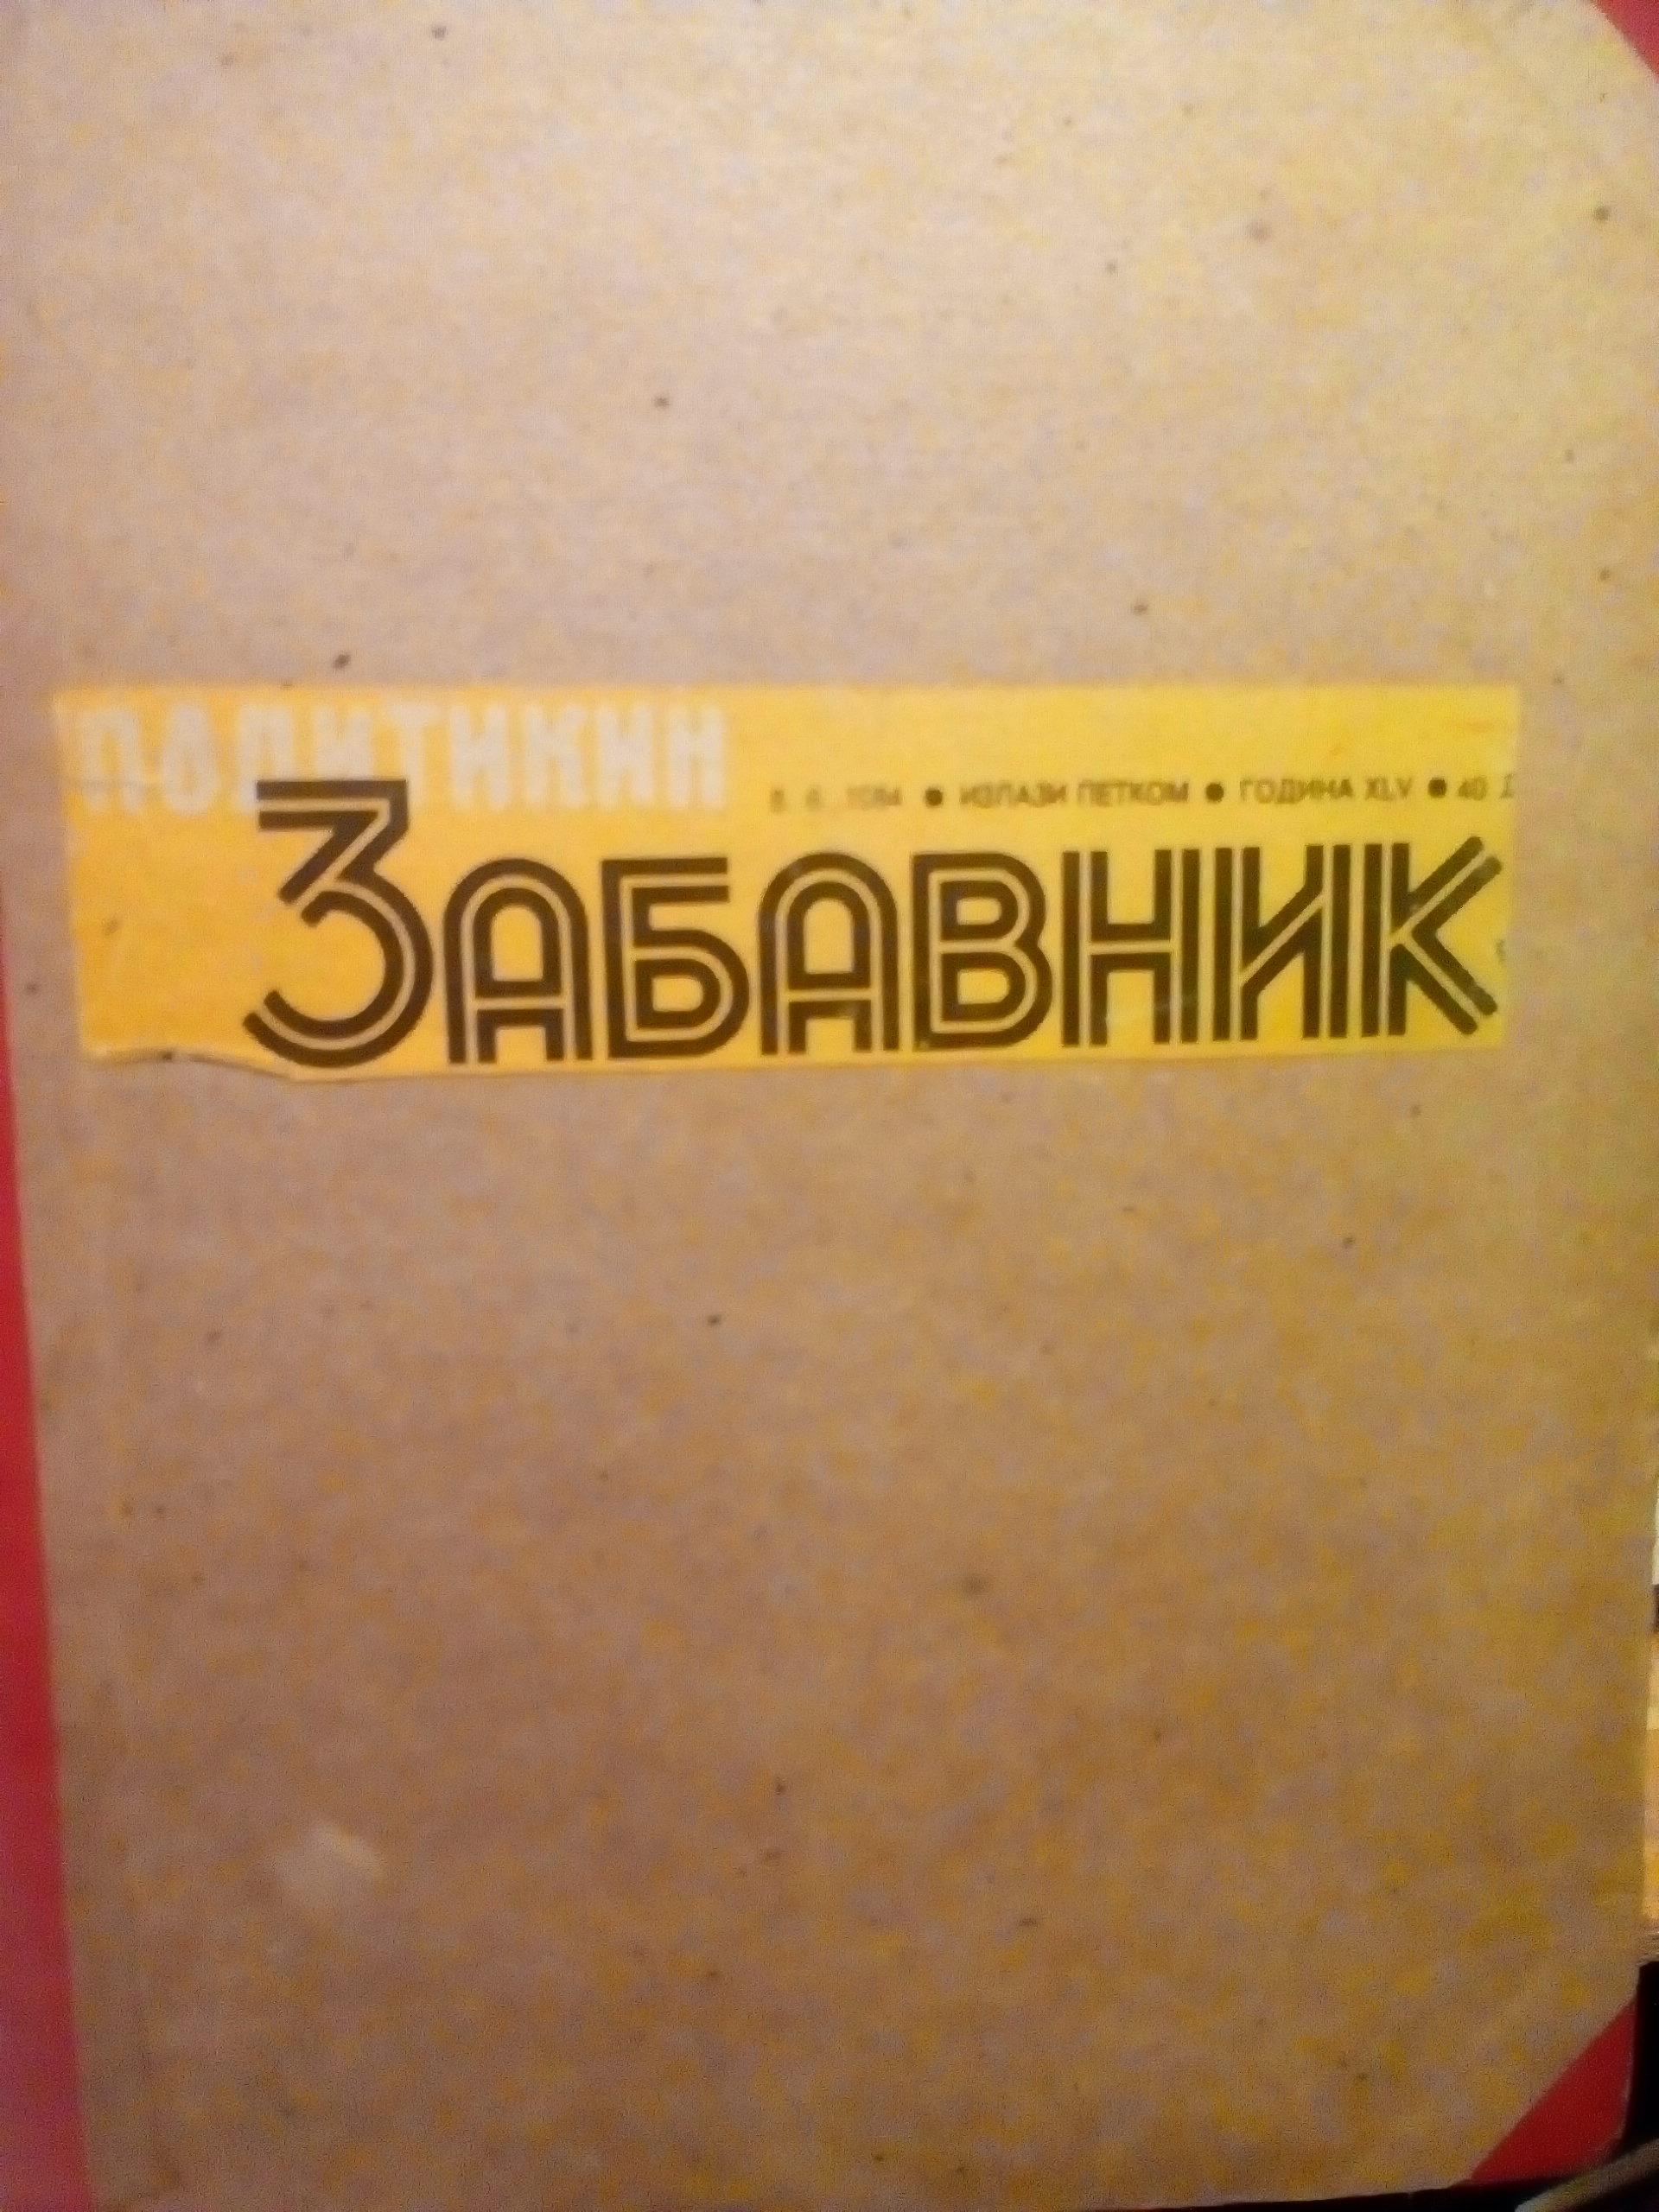 ПОЛИТИКИН
8. 6. 1984 ● ИЗЛАЗИ ПЕТКОМ ● ГОДИНА XLV ● 40
ЗАБАВНИК